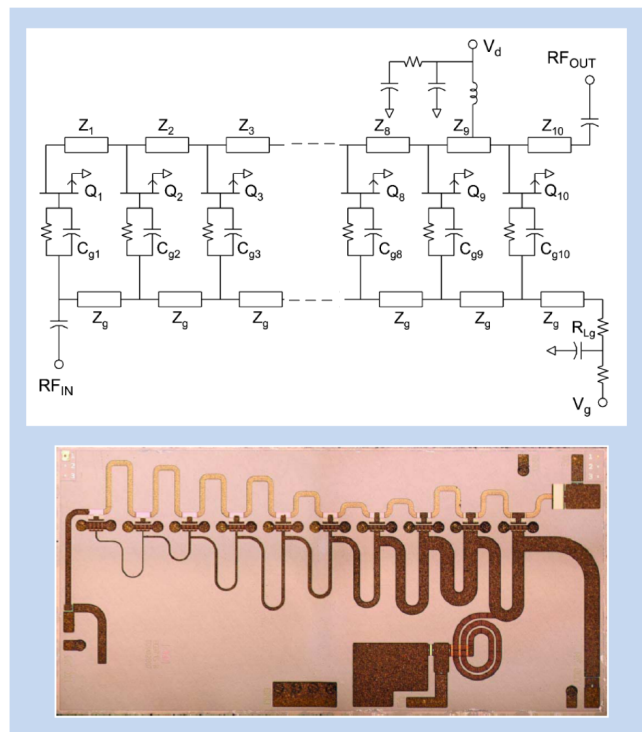 V_d
RF_OUT
Z_1 Z_2 Z_3 Z_8 Z_9 Z_10
Q_1 Q_2 Q_3 Q_8 Q_9 Q_10
C_g1 C_g2 C_g3 C_g8 C_g9 C_g10
Z_g Z_g Z_g Z_g Z_g Z_g
R_Lg
RF_IN
V_g